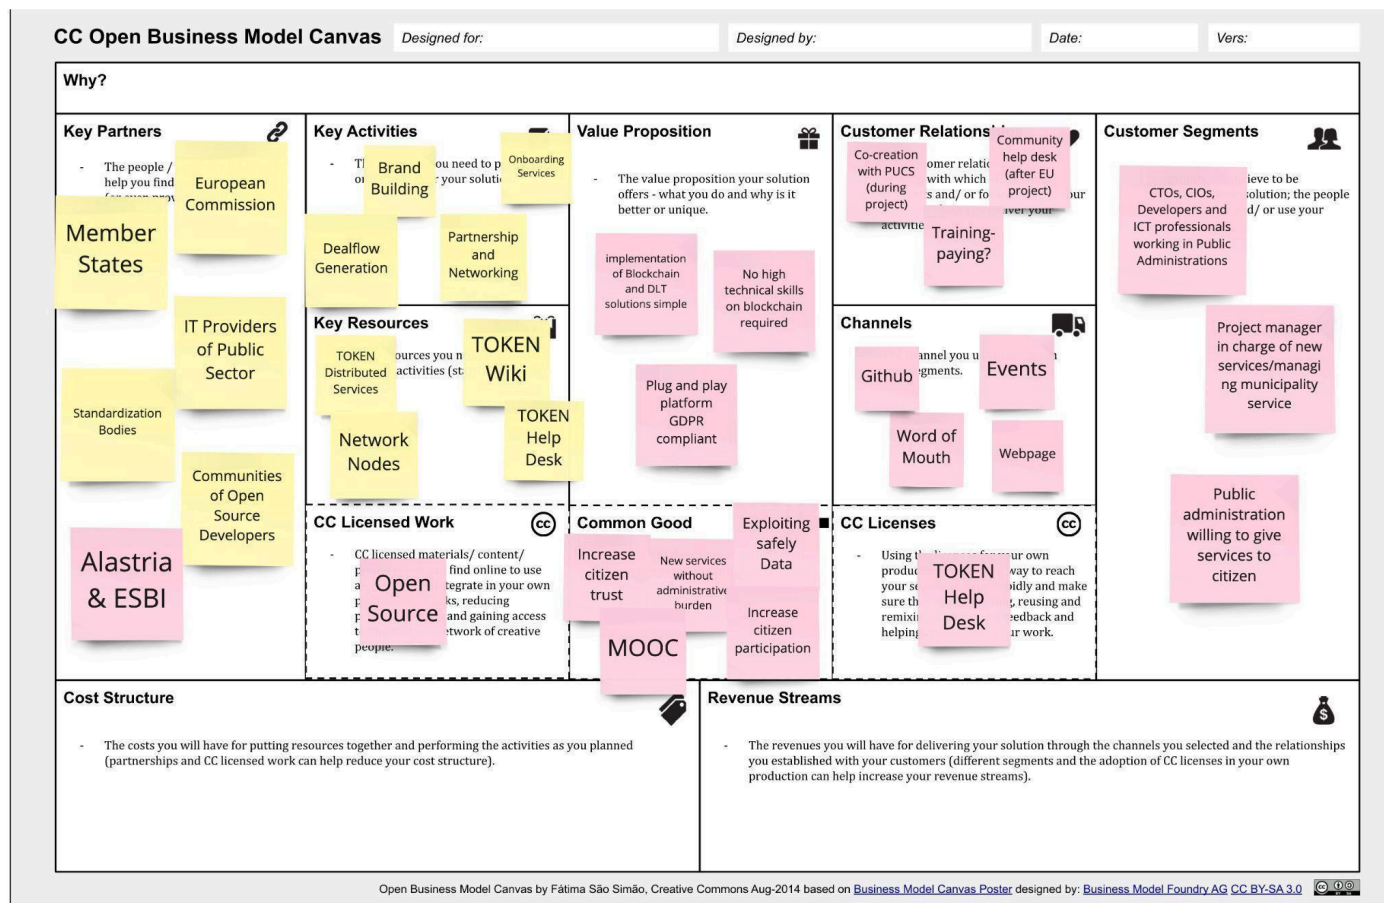 CC Open Business Model Canvas
Designed for:
Designed by:
Date:
Vers:
Why?
Key Partners
- The people /
help you find
European
Commission
Member
States
IT Providers
of Public
Sector
Standardization
Bodies
Communities
of Open
Source
Developers
Alastria
& ESBI
Key Activities
you need to p
your soluti
Brand
Building
Onboarding
Services
Dealflow
Generation
Partnership
and
Networking
Key Resources
ources you n
activities (st
TOKEN
Distributed
Services
TOKEN
Wiki
Network
Nodes
TOKEN
Help
Desk
CC Licensed Work
- CC licensed materials/ content/
find online to use
tegrate in your own
ks, reducing
and gaining access
etwork of creative
people.
Open
Source
Value Proposition
- The value proposition your solution
offers - what you do and why is it
better or unique.
implementation
of Blockchain
and DLT
solutions simple
No high
technical skills
on blockchain
required
Plug and play
platform
GDPR
compliant
Common Good
Exploiting
safely
Data
Increase
citizen
trust
New services
without
administrative
burden
Increase
citizen
participation
MOOC
Customer Relations
omer relati
with which
s and/ or fo
our
iver your
activitie
Co-creation
with PUCS
(during
project)
Community
help desk
(after EU
project)
Training-
paying?
Channels
annel you u
egments.
Github
Events
Word of
Mouth
Webpage
CC Licenses
- Using t
your own
produc
way to reach
your se
pidly and make
sure th
g, reusing and
remixi
eedback and
helping
ur work.
TOKEN
Help
Desk
Customer Segments
ieve to be
solution; the people
d/ or use your
CTOs, CIOs,
Developers and
ICT professionals
working in Public
Administrations
Project manager
in charge of new
services/managi
ng municipality
service
Public
administration
willing to give
services to
citizen
Cost Structure
- The costs you will have for putting resources together and performing the activities as you planned
(partnerships and CC licensed work can help reduce your cost structure).
Revenue Streams
- The revenues you will have for delivering your solution through the channels you selected and the relationships
you established with your customers (different segments and the adoption of CC licenses in your own
production can help increase your revenue streams).
Open Business Model Canvas by Fátima São Simão, Creative Commons Aug-2014 based on Business Model Canvas Poster designed by: Business Model Foundry AG CC BY-SA 3.0